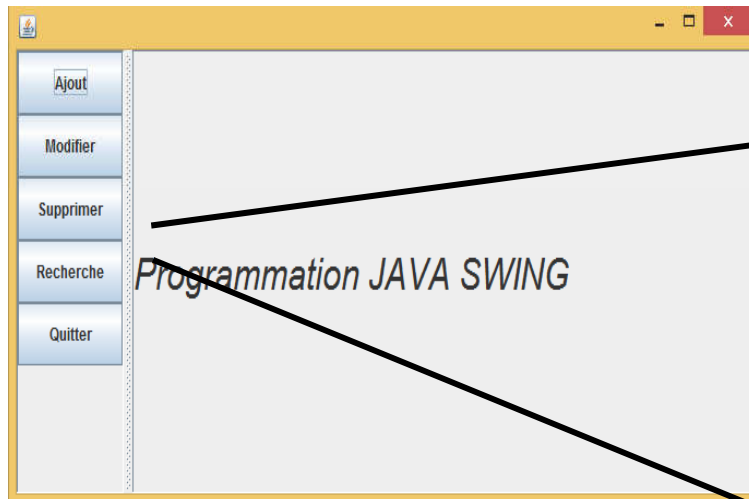 X
Ajout
Modifier
Supprimer
Recherche
Programmation JAVA SWING
Quitter